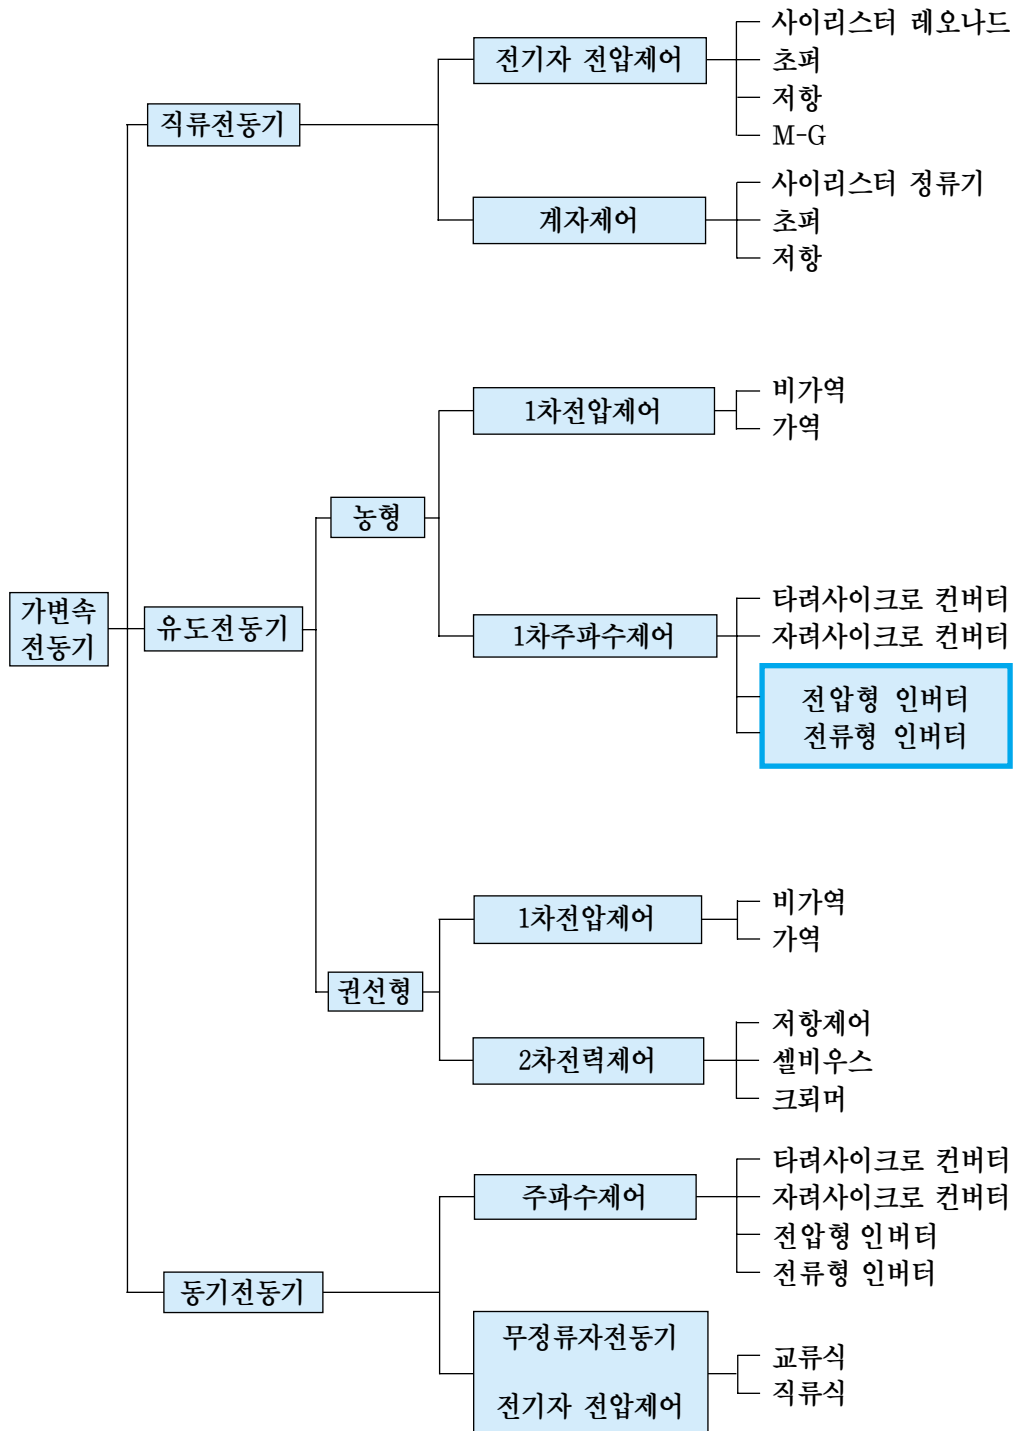 가변속
전동기
직류전동기
전기자 전압제어
사이리스터 레오나드
초퍼
저항
M-G
계자제어
사이리스터 정류기
초퍼
저항
유도전동기
농형
1차전압제어
비가역
가역
1차주파수제어
타려사이크로 컨버터
자려사이크로 컨버터
전압형 인버터
전류형 인버터
권선형
1차전압제어
비가역
가역
2차전력제어
저항제어
셀비우스
크뢰머
동기전동기
주파수제어
타려사이크로 컨버터
자려사이크로 컨버터
전압형 인버터
전류형 인버터
무정류자전동기
전기자 전압제어
교류식
직류식